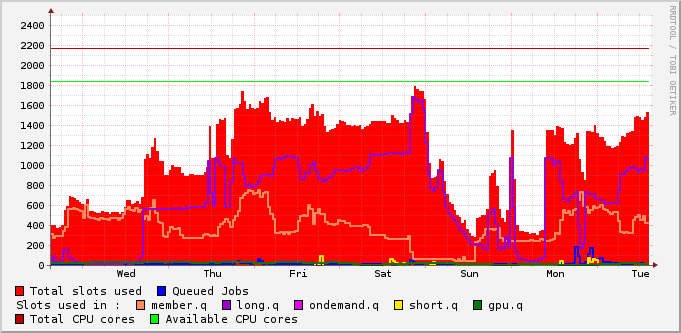 2400
2200
2000
1800
1600
1400
1200
1000
800
600
400
200
0
Wed Thu Fri Sat Sun Mon Tue
Total slots used Queued Jobs
Slots used in : member.q long.q ondemand.q short.q gpu.q
Total CPU cores Available CPU cores
RRDTOOL / TOBI OETIKER